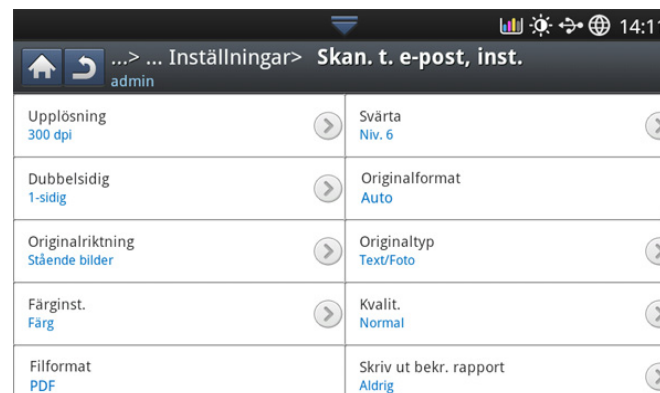 14:11
...> ... Inställningar> Skan. t. e-post, inst.
admin
Upplösning
300 dpi
Svärta
Niv. 6
Dubbelsidig
1-sidig
Originalformat
Auto
Originalriktning
Stående bilder
Originaltyp
Text/Foto
Färginst.
Färg
Kvalit.
Normal
Filformat
PDF
Skriv ut bekr. rapport
Aldrig